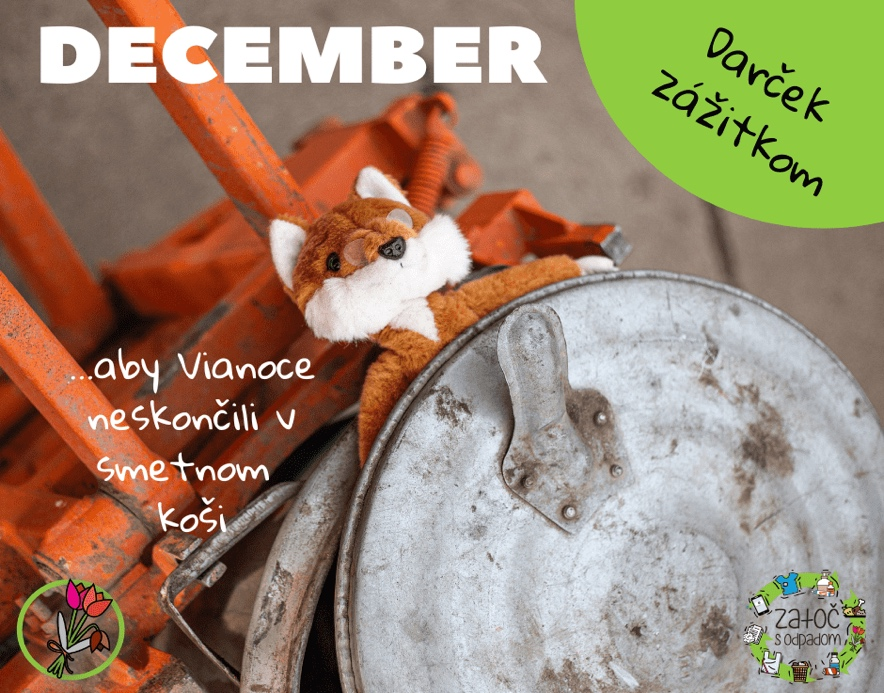 DECEMBER
Darček
zážitkom
...aby Vianoce
neskončili v
smetnom
koši
zatoč
s odpadom